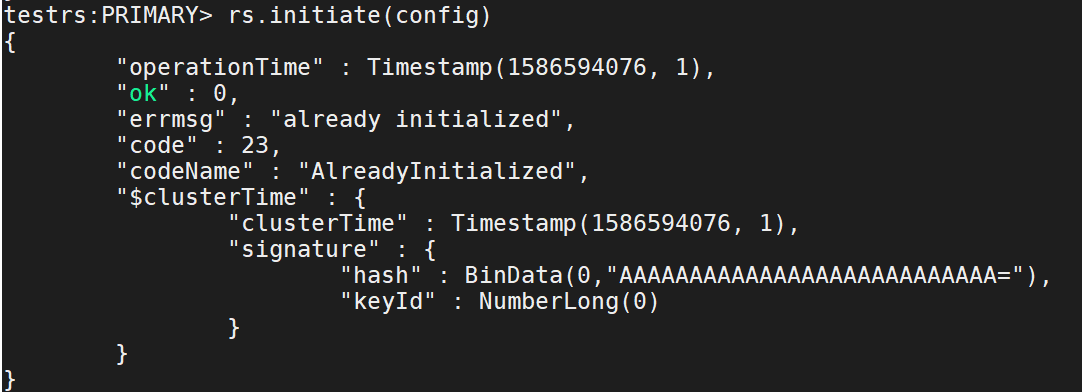 testrs:PRIMARY> rs.initiate(config)
{
        "operationTime" : Timestamp(1586594076, 1),
        "ok" : 0,
        "errmsg" : "already initialized",
        "code" : 23,
        "codeName" : "AlreadyInitialized",
        "$clusterTime" : {
                "clusterTime" : Timestamp(1586594076, 1),
                "signature" : {
                        "hash" : BinData(0,"AAAAAAAAAAAAAAAAAAAAAAAAAAA="),
                        "keyId" : NumberLong(0)
                }
        }
}